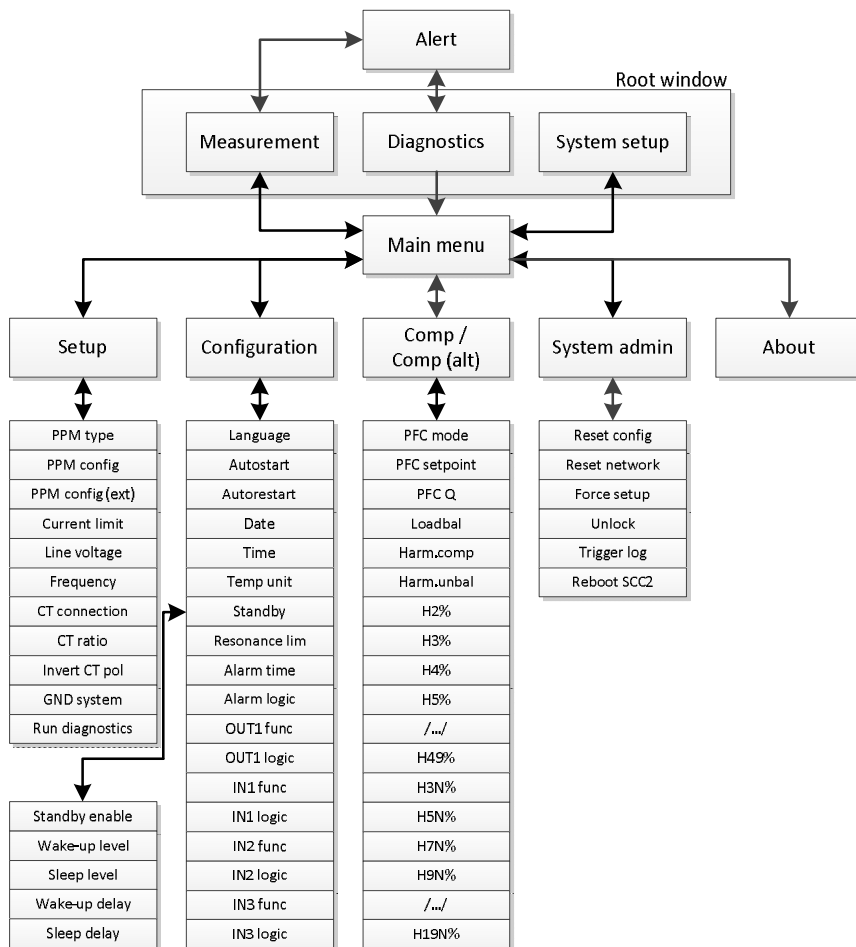 Alert
Root window
Measurement
Diagnostics
System setup
Main menu
Setup
Configuration
Comp /
Comp (alt)
System admin
About
PPM type
PPM config
PPM config (ext)
Current limit
Line voltage
Frequency
CT connection
CT ratio
Invert CT pol
GND system
Run diagnostics
Standby enable
Wake-up level
Sleep level
Wake-up delay
Sleep delay
Language
Autostart
Autorestart
Date
Time
Temp unit
Standby
Resonance lim
Alarm time
Alarm logic
OUT1 func
OUT1 logic
IN1 func
IN1 logic
IN2 func
IN2 logic
IN3 func
IN3 logic
PFC mode
PFC setpoint
PFC Q
Loadbal
Harm.comp
Harm.unbal
H2%
H3%
H4%
H5%
/.../
H49%
H3N%
H5N%
H7N%
H9N%
/.../
H19N%
Reset config
Reset network
Force setup
Unlock
Trigger log
Reboot SCC2